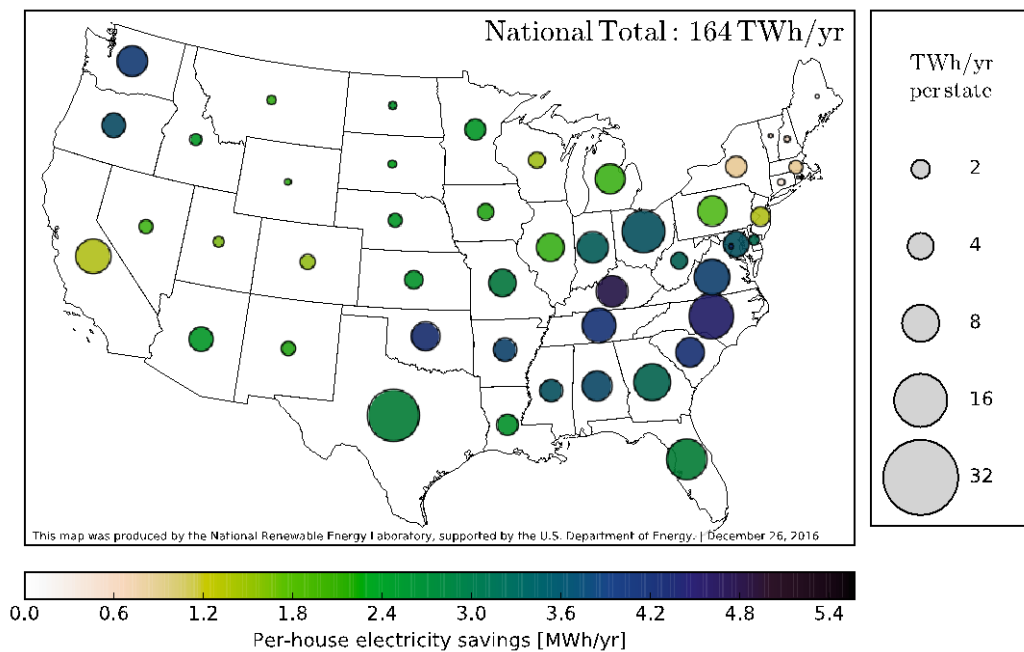 National Total: 164 TWh/yr
TWh/yr
per state
2
4
8
16
32
This map was produced by the National Renewable Energy Laboratory, supported by the U.S. Department of Energy. | December 26, 2016
0.0 0.6 1.2 1.8 2.4 3.0 3.6 4.2 4.8 5.4
Per-house electricity savings [MWh/yr]